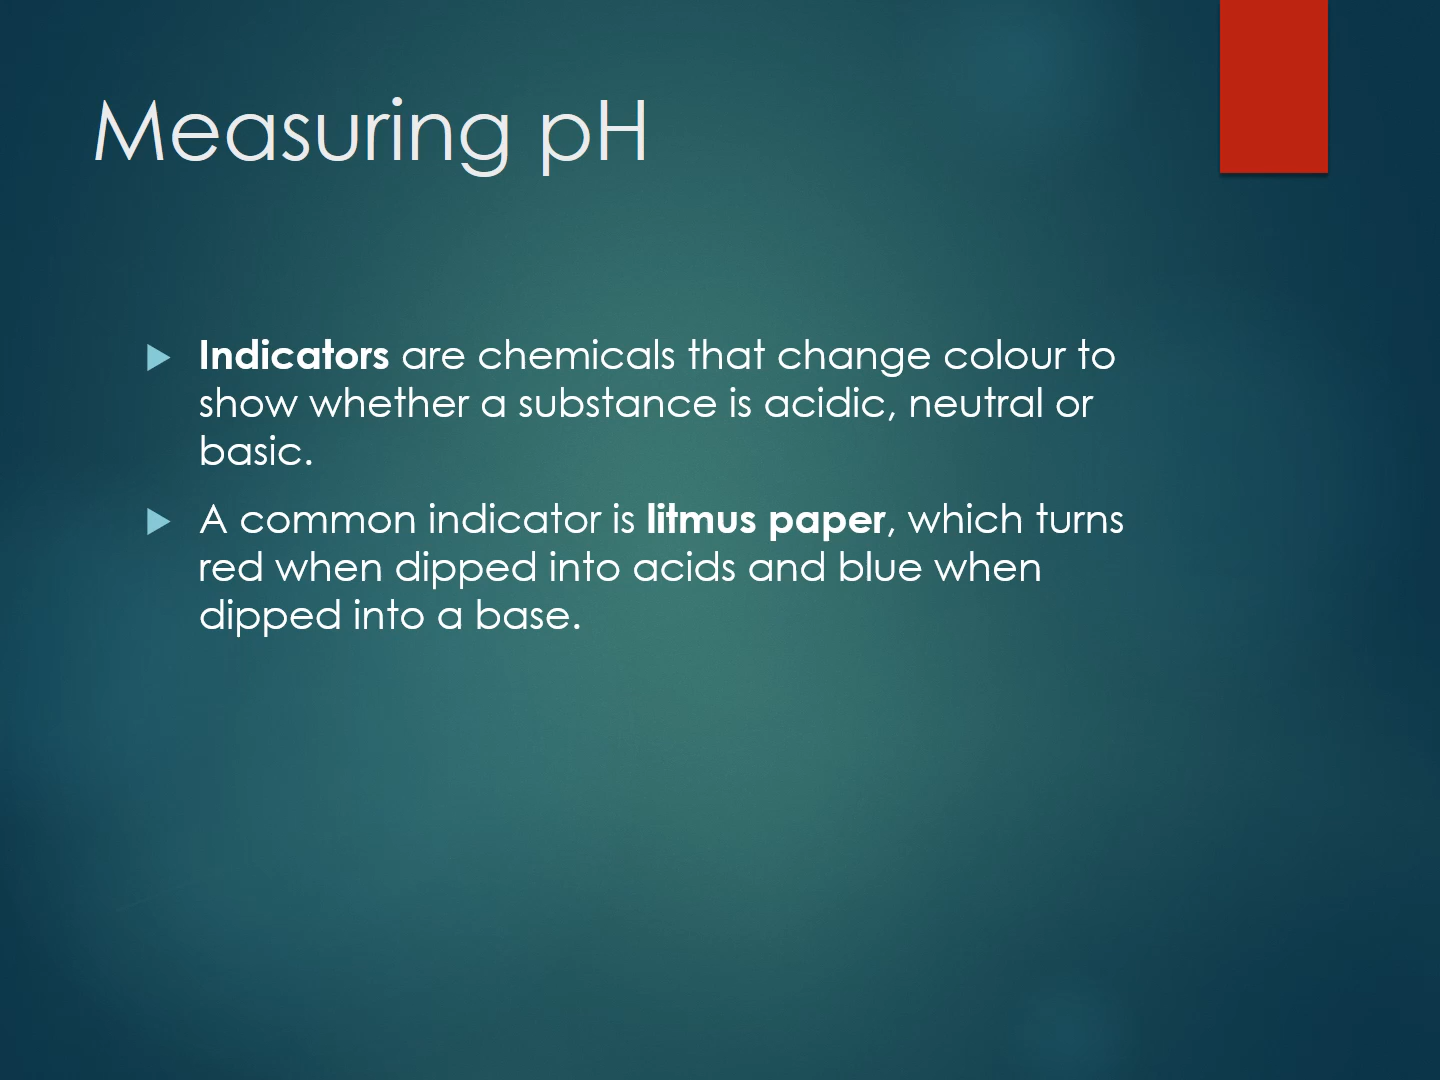 Measuring pH
Indicators are chemicals that change colour to
show whether a substance is acidic, neutral or
basic.
A common indicator is litmus paper, which turns
red when dipped into acids and blue when
dipped into a base.